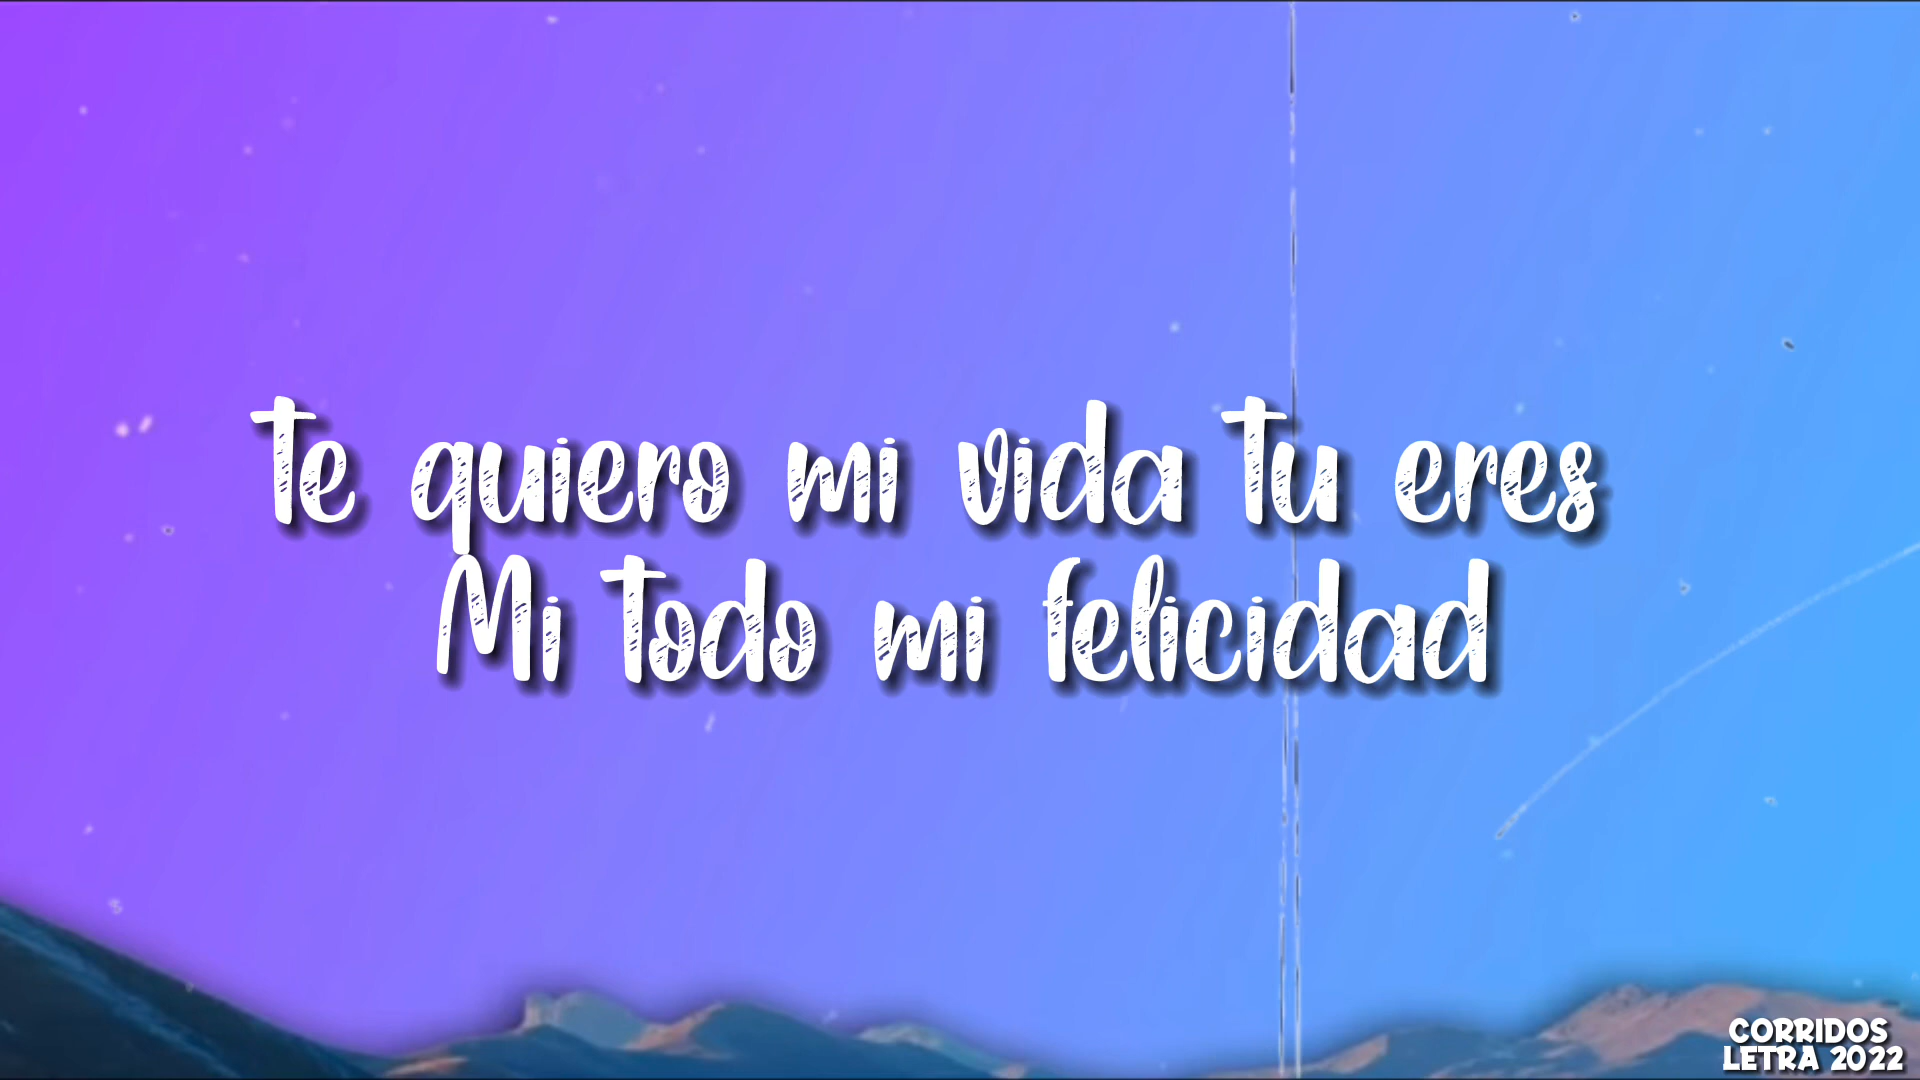 te quiero mi vida tu eres
Mi todo mi felicidad
CORRIDOS
LETRA 2022